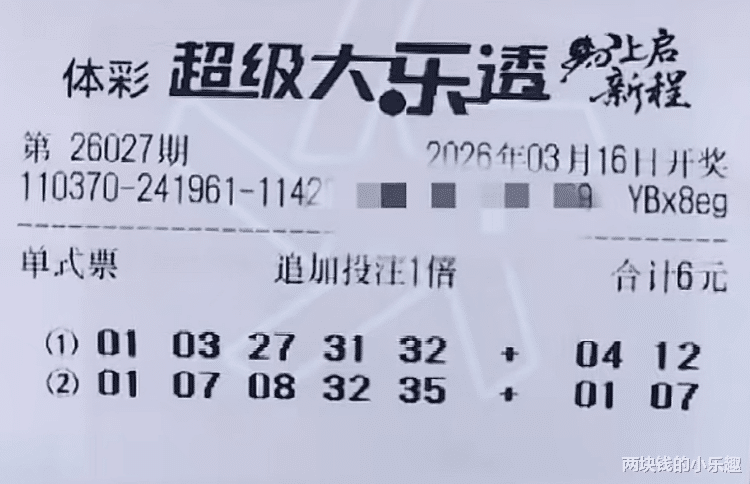 体彩 超级大乐透 梦上启
新程
第 26027期 2026年03月16日开奖
110370-241961-1142 9 YBx8eg
单式票 追加投注1倍 合计6元
(1) 01 03 27 31 32 + 04 12
(2) 01 07 08 32 35 + 01 07
两块钱的小乐趣